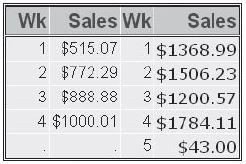 Wk Sales Wk Sales
1 $515.07 1 $1368.99
2 $772.29 2 $1506.23
3 $888.88 3 $1200.57
4 $1000.01 4 $1784.11
. . 5 $43.00